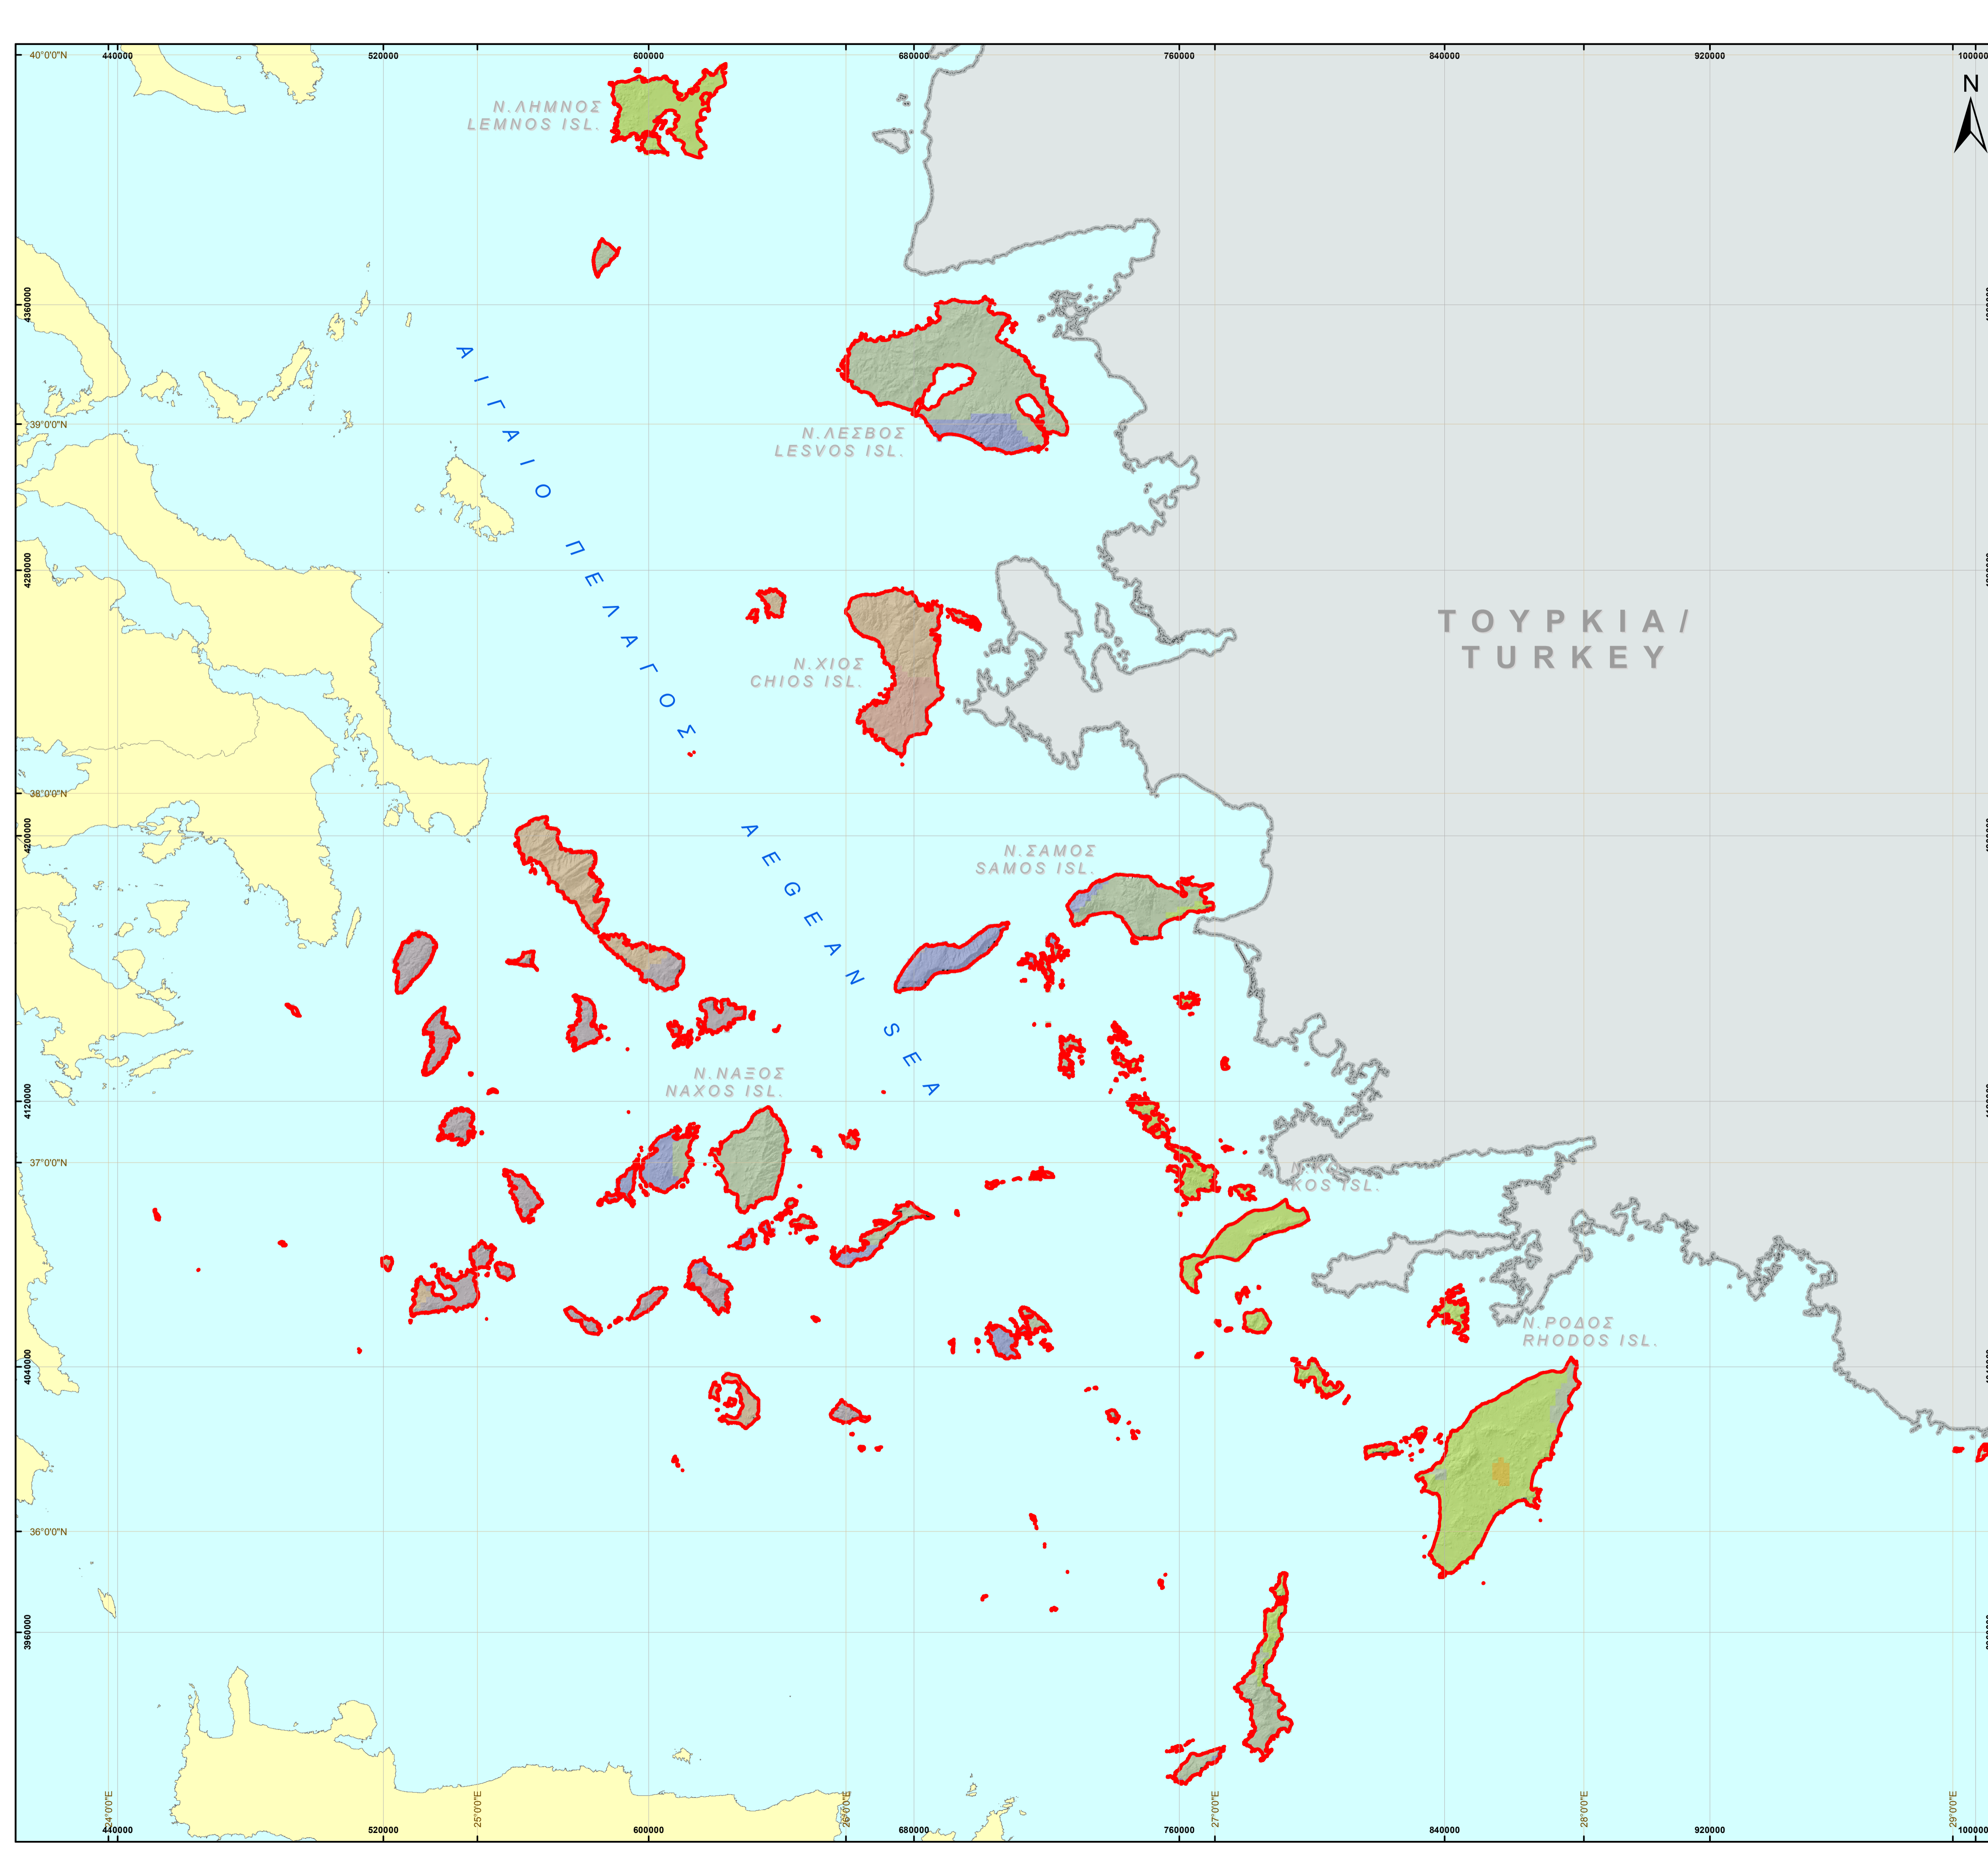 440000 520000 600000 680000 760000 840000 920000
40°0'0"N
N
Ν.ΛΗΜΝΟΣ
LEMNOS ISL.
4360000
ΑΙΓΑΙΟ ΠΕΛΑΓΟΣ
39°0'0"N
Ν.ΛΕΣΒΟΣ
LESVOS ISL.
4280000
ΤΟΥΡΚΙΑ/
TURKEY
Ν.ΧΙΟΣ
CHIOS ISL.
38°0'0"N
4200000
AEGEAN SEA
Ν.ΣΑΜΟΣ
SAMOS ISL.
Ν.ΝΑΞΟΣ
NAXOS ISL.
4120000
37°0'0"N
KOS ISL.
Ν.ΡΟΔΟΣ
RHODOS ISL.
4040000
36°0'0"N
3960000
24°0'0"E 25°0'0"E 26°0'0"E 27°0'0"E 28°0'0"E 29°0'0"E
440000 520000 600000 680000 760000 840000 920000